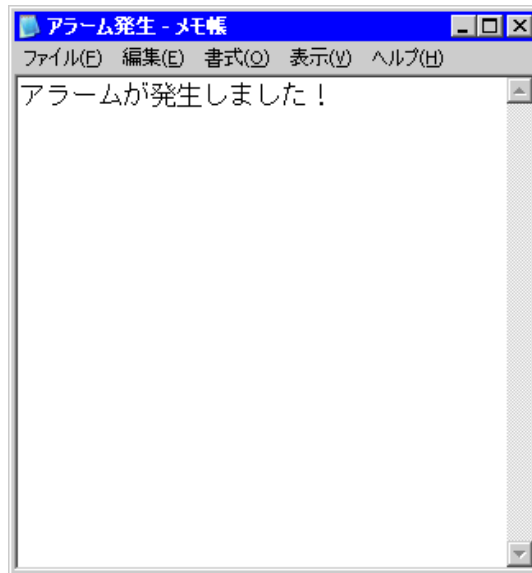 アラーム発生 - メモ帳
ファイル(F) 編集(E) 書式(O) 表示(V) ヘルプ(H)
アラームが発生しました！